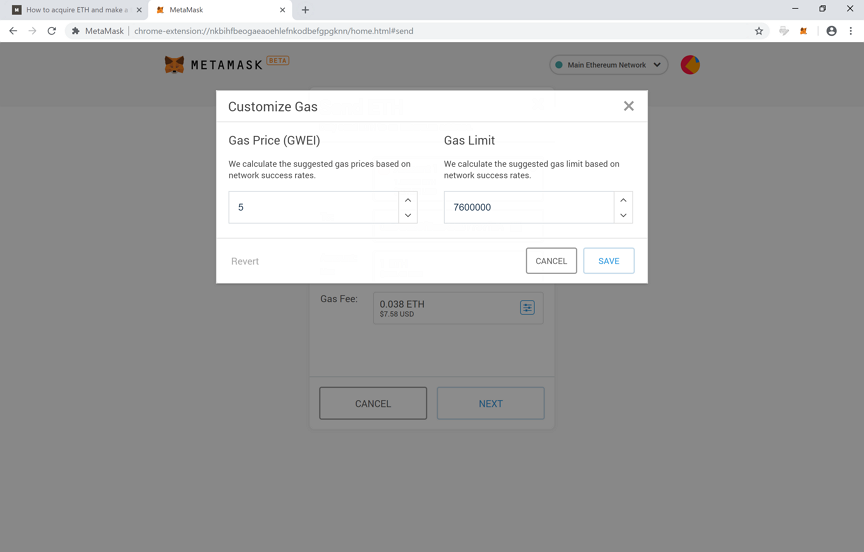 How to acquire ETH and make a
MetaMask
MetaMask
chrome-extension://nkbihfbeogaeaoehlefnkodbefgpgknn/home.html#send
METAMASK
BETA
Main Ethereum Network
Customize Gas
Gas Price (GWEI)
We calculate the suggested gas prices based on
network success rates.
5
Gas Limit
We calculate the suggested gas limit based on
network success rates.
7600000
Revert
CANCEL
SAVE
Gas Fee:
0.038 ETH
$7.58 USD
CANCEL
NEXT